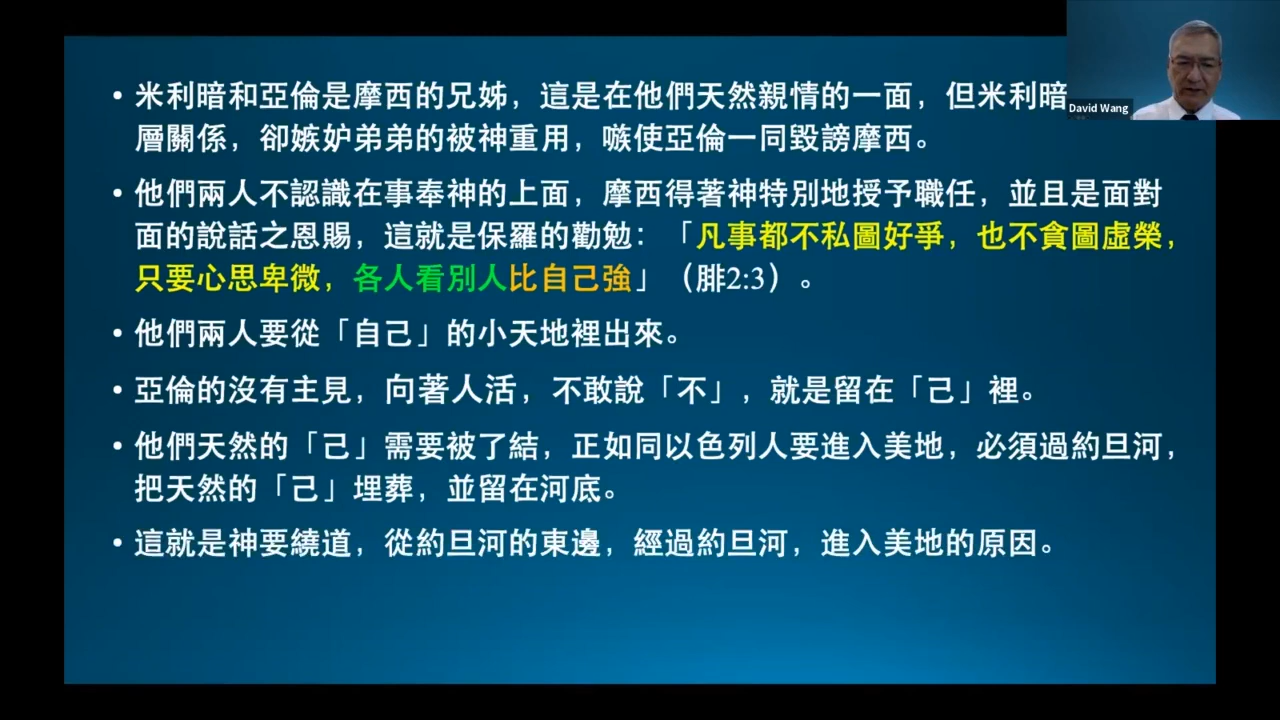 • 米利暗和亞倫是摩西的兄姊，這是在他們天然親情的一面，但米利暗
David Wang
層關係，卻嫉妒弟弟的被神重用，嗾使亞倫一同毀謗摩西。
• 他們兩人不認識在事奉神的上面，摩西得著神特別地授予職任，並且是面對
面的說話之恩賜，這就是保羅的勸勉：「凡事都不私圖好爭，也不貪圖虛榮，
只要心思卑微，各人看別人比自己強」（腓2:3）。
• 他們兩人要從「自己」的小天地裡出來。
• 亞倫的沒有主見，向著人活，不敢說「不」，就是留在「己」裡。
• 他們天然的「己」需要被了結，正如同以色列人要進入美地，必須過約旦河，
把天然的「己」埋葬，並留在河底。
• 這就是神要繞道，從約旦河的東邊，經過約旦河，進入美地的原因。